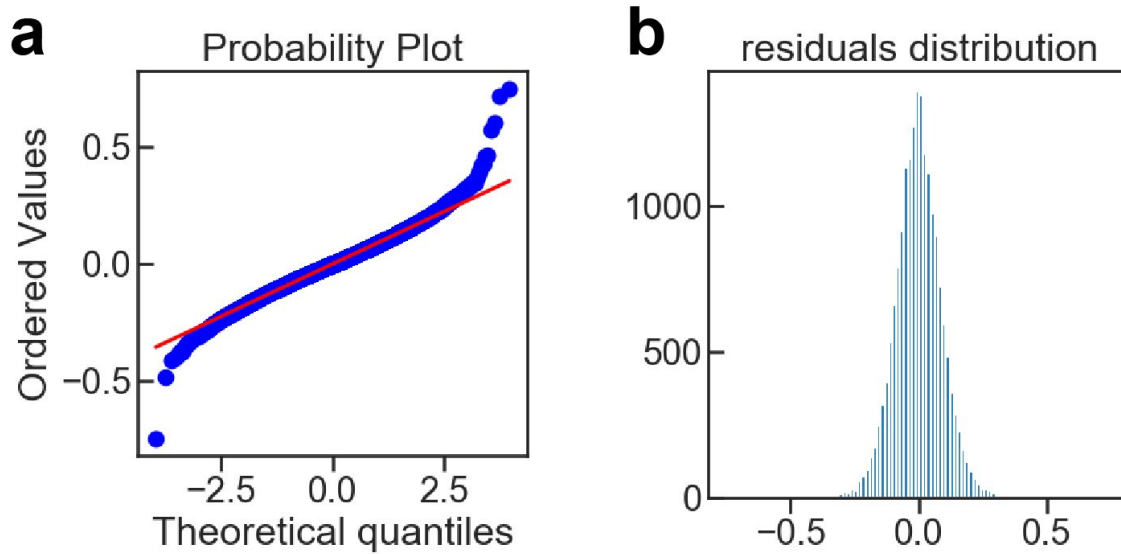 a
Probability Plot
Ordered Values
0.5
0.0
−0.5
−2.5 0.0 2.5
Theoretical quantiles
b
residuals distribution
1000
500
0
−0.5 0.0 0.5